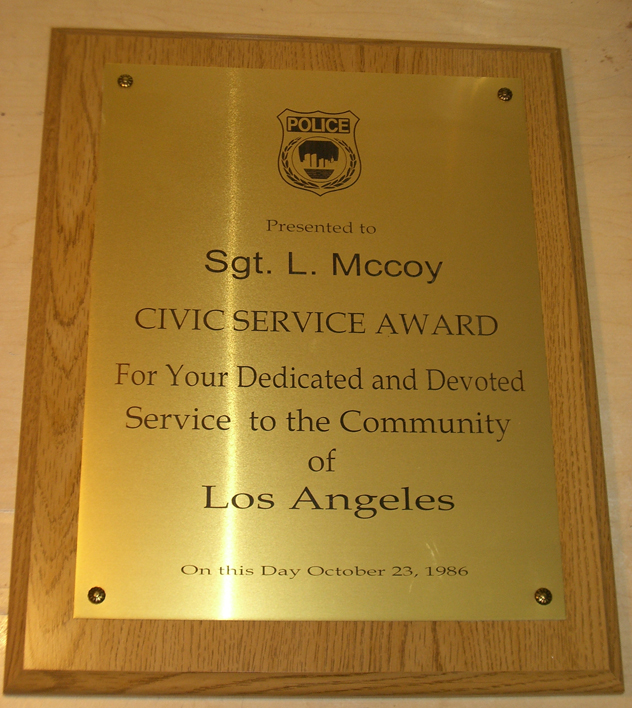 POLICE
Presented to
Sgt. L. Mccoy
CIVIC SERVICE AWARD
For Your Dedicated and Devoted
Service to the Community
of
Los Angeles
On this Day October 23, 1986